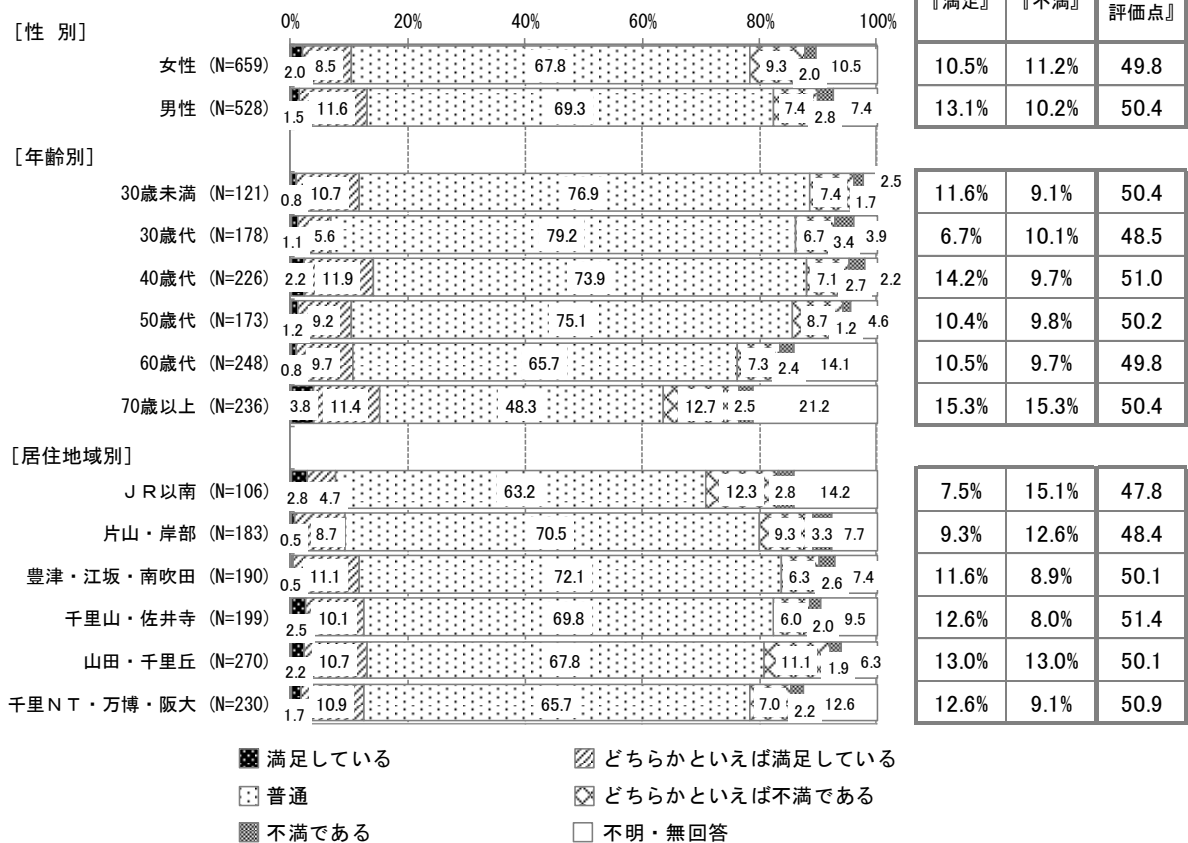 『満足』 『不満』 評価点』
0% 20% 40% 60% 80% 100%
［性 別］
女性 (N=659) 2.0 8.5 67.8 9.3 2.0 10.5 10.5% 11.2% 49.8
男性 (N=528) 1.5 11.6 69.3 7.4 2.8 7.4 13.1% 10.2% 50.4
［年齢別］
30歳未満 (N=121) 0.8 10.7 76.9 7.4 1.7 2.5 11.6% 9.1% 50.4
30歳代 (N=178) 1.1 5.6 79.2 6.7 3.4 3.9 6.7% 10.1% 48.5
40歳代 (N=226) 2.2 11.9 73.9 7.1 2.7 2.2 14.2% 9.7% 51.0
50歳代 (N=173) 1.2 9.2 75.1 8.7 1.2 4.6 10.4% 9.8% 50.2
60歳代 (N=248) 0.8 9.7 65.7 7.3 2.4 14.1 10.5% 9.7% 49.8
70歳以上 (N=236) 3.8 11.4 48.3 12.7 2.5 21.2 15.3% 15.3% 50.4
［居住地域別］
ＪＲ以南 (N=106) 2.8 4.7 63.2 12.3 2.8 14.2 7.5% 15.1% 47.8
片山・岸部 (N=183) 0.5 8.7 70.5 9.3 3.3 7.7 9.3% 12.6% 48.4
豊津・江坂・南吹田 (N=190) 0.5 11.1 72.1 6.3 2.6 7.4 11.6% 8.9% 50.1
千里山・佐井寺 (N=199) 2.5 10.1 69.8 6.0 2.0 9.5 12.6% 8.0% 51.4
山田・千里丘 (N=270) 2.2 10.7 67.8 11.1 1.9 6.3 13.0% 13.0% 50.1
千里ＮＴ・万博・阪大 (N=230) 1.7 10.9 65.7 7.0 2.2 12.6 12.6% 9.1% 50.9
満足している どちらかといえば満足している
普通 どちらかといえば不満である
不満である 不明・無回答